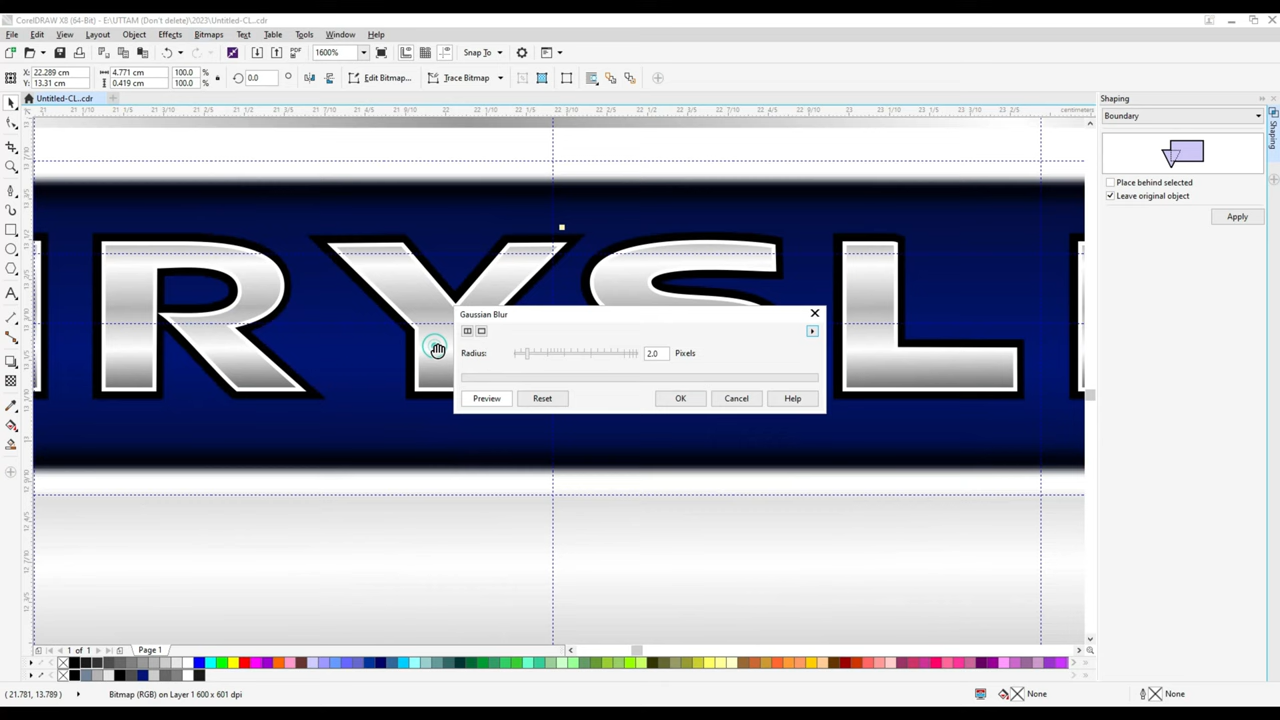 CorelDRAW X8 (64-Bit) - E:\UTTAM (Don't delete)\2023\Untitled-CL..cdr
File Edit View Layout Object Effects Bitmaps Text Table Tools Window Help
1600% Snap To
X: 22.289 cm 4.771 cm 100.0 % 0.0 Edit Bitmap... Trace Bitmap
Y: 13.31 cm 0.419 cm 100.0 %
Untitled-CL..cdr
centimeters
Shaping
Boundary
Shaping
Place behind selected
Leave original object
Apply
RYSL
Gaussian Blur
Radius: 2.0 Pixels
Preview Reset OK Cancel Help
1 of 1 Page 1
(21.781, 13.789) Bitmap (RGB) on Layer 1 600 x 601 dpi None None